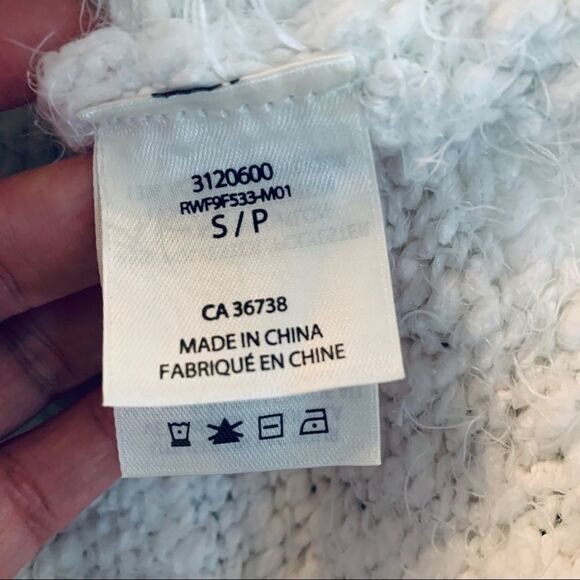 3120600
RWF9F533-M01
S / P
CA 36738
MADE IN CHINA
FABRIQUÉ EN CHINE